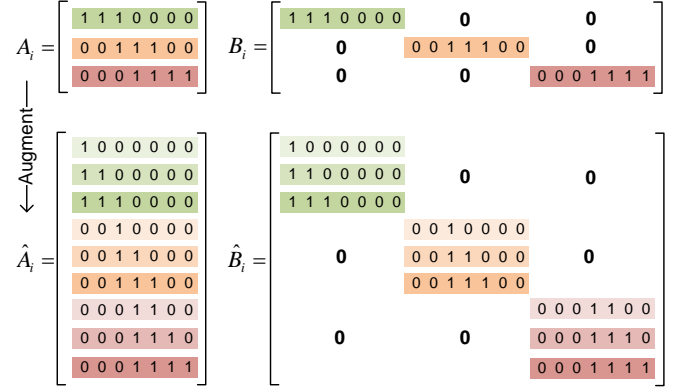 A_i = [ 1 1 1 0 0 0 0 B_i = [ 1 1 1 0 0 0 0 0 0
0 0 1 1 1 0 0 0 0 0 1 1 1 0 0 0
0 0 0 1 1 1 1 ] 0 0 0 0 0 1 1 1 1 ]
Augment
Â_i = [ 1 0 0 0 0 0 0 B̂_i = [ 1 0 0 0 0 0 0
1 1 0 0 0 0 0 1 1 0 0 0 0 0 0 0
1 1 1 0 0 0 0 1 1 1 0 0 0 0
0 0 1 0 0 0 0 0 0 1 0 0 0 0
0 0 1 1 0 0 0 0 0 0 1 1 0 0 0 0
0 0 1 1 1 0 0 0 0 1 1 1 0 0
0 0 0 1 1 0 0 0 0 0 1 1 0 0
0 0 0 1 1 1 0 0 0 0 0 0 1 1 1 0
0 0 0 1 1 1 1 ] 0 0 0 1 1 1 1 ]